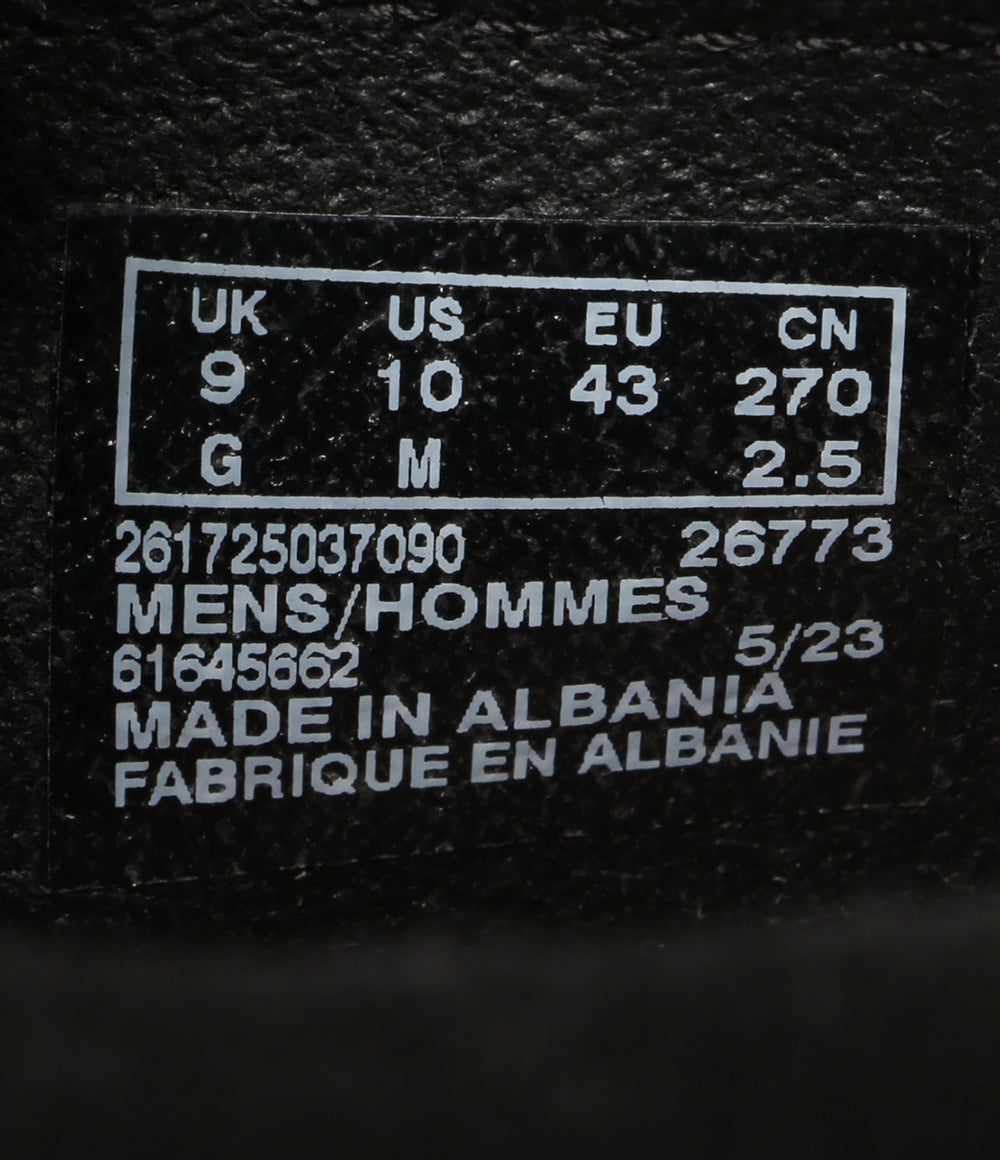 UK US EU CN
9 10 43 270
G M 2.5
261725037090 26773
MENS/HOMMES
61645662 5/23
MADE IN ALBANIA
FABRIQUE EN ALBANIE